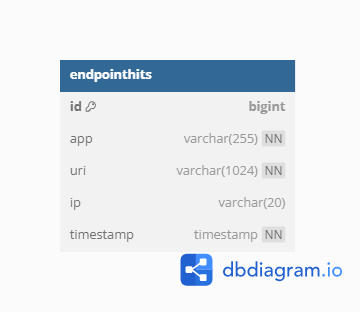 endpointhits
id bigint
app varchar(255) NN
uri varchar(1024) NN
ip varchar(20)
timestamp timestamp NN
dbdiagram.io